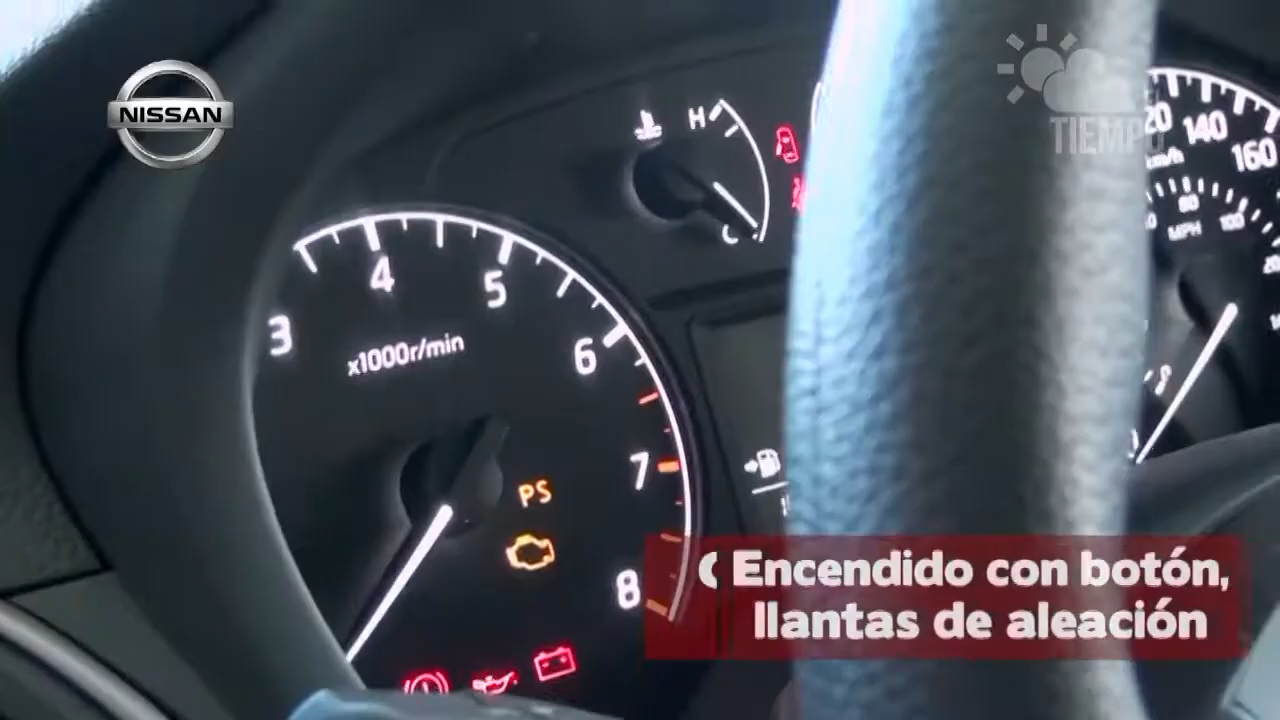 NISSAN
TIEMPO
H
C
3
4
5
6
7
8
x1000r/min
PS
140
160
km/h
80
100
MPH
Encendido con botón,
llantas de aleación